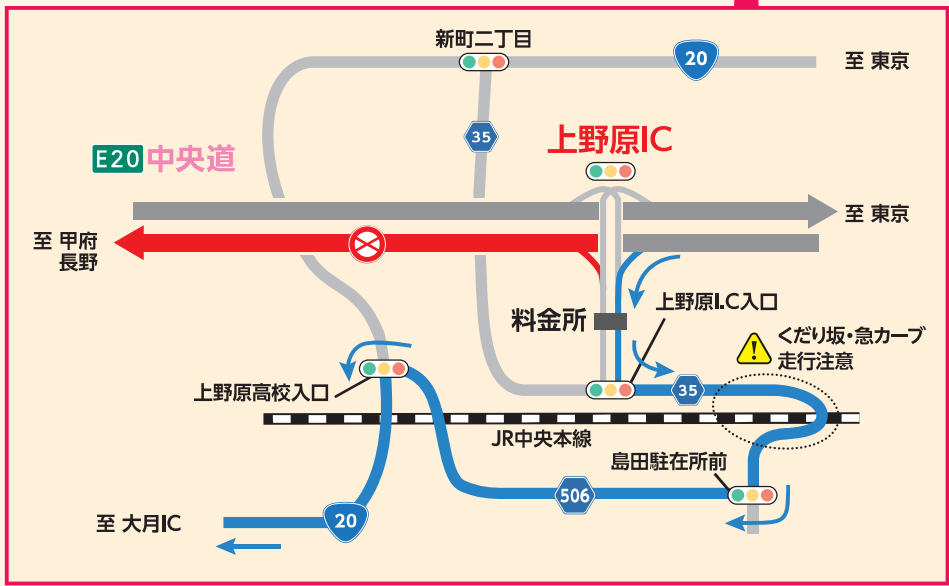 新町二丁目
20
至 東京
35
上野原IC
E20 中央道
至 東京
至 甲府
長野
上野原I.C入口
料金所
くだり坂・急カーブ
走行注意
上野原高校入口
35
JR中央本線
島田駐在所前
506
至 大月IC
20